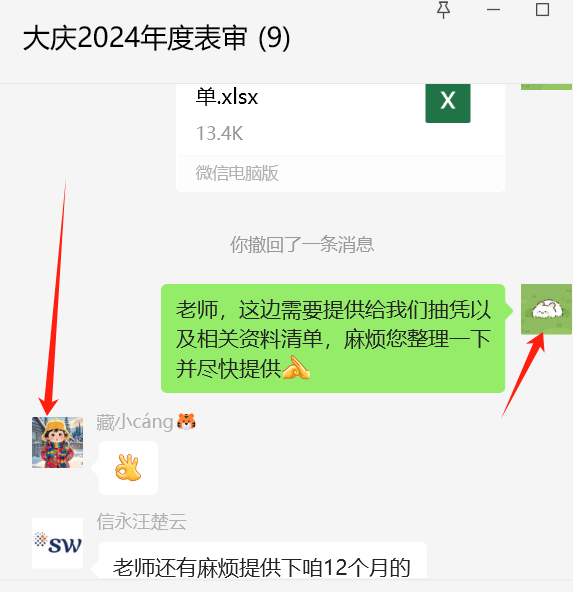 大庆2024年度表审 (9)
单.xlsx
X
13.4K
微信电脑版
你撤回了一条消息
老师，这边需要提供给我们抽凭以
及相关资料清单，麻烦您整理一下
并尽快提供
藏小cáng
信永汪楚云
SW
老师还有麻烦提供下咱12个月的